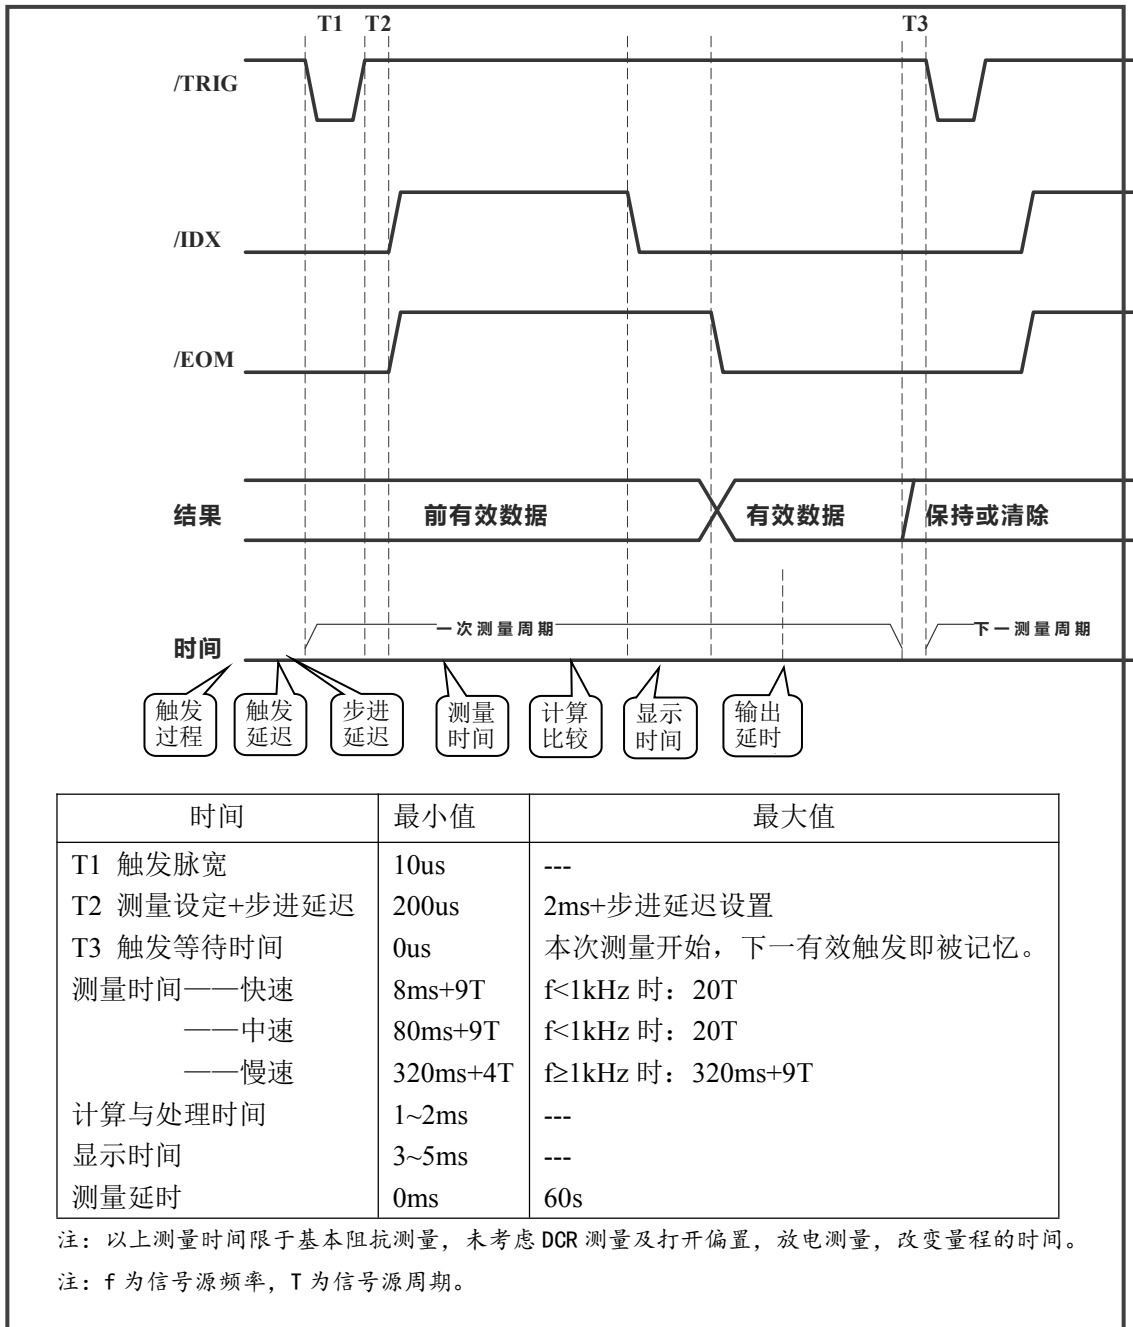 T1 T2 T3
/TRIG
/IDX
/EOM
结果 前有效数据 有效数据 保持或清除
一次测量周期 下一测量周期
时间
触发过程
触发延迟
步进延迟
测量时间
计算比较
显示时间
输出延时
时间 最小值 最大值
T1 触发脉宽 10us ---
T2 测量设定+步进延迟 200us 2ms+步进延迟设置
T3 触发等待时间 0us 本次测量开始，下一有效触发即被记忆。
测量时间——快速 8ms+9T f<1kHz 时：20T
——中速 80ms+9T f<1kHz 时：20T
——慢速 320ms+4T f≥1kHz 时：320ms+9T
计算与处理时间 1~2ms ---
显示时间 3~5ms ---
测量延时 0ms 60s
注：以上测量时间限于基本阻抗测量，未考虑 DCR 测量及打开偏置，放电测量，改变量程的时间。
注：f 为信号源频率，T 为信号源周期。